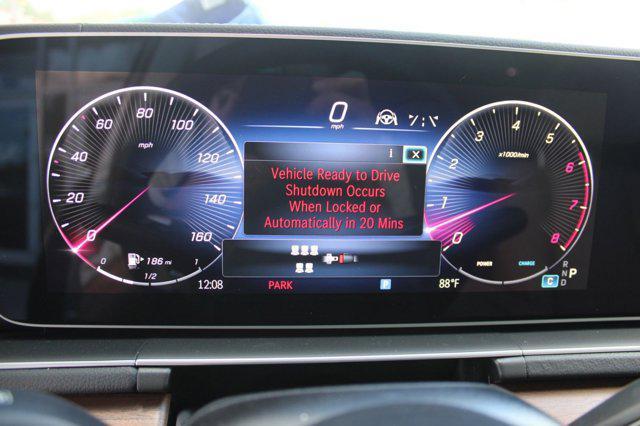 0
mph
i X
Vehicle Ready to Drive
Shutdown Occurs
When Locked or
Automatically in 20 Mins
80
60
100
mph
40
120
20
140
0
160
0
186 mi
1
1/2
4
3
5
x1000/min
2
6
1
7
0
8
POWER
CHARGE
12:08
PARK
P
88°F
C
R
N
D
P